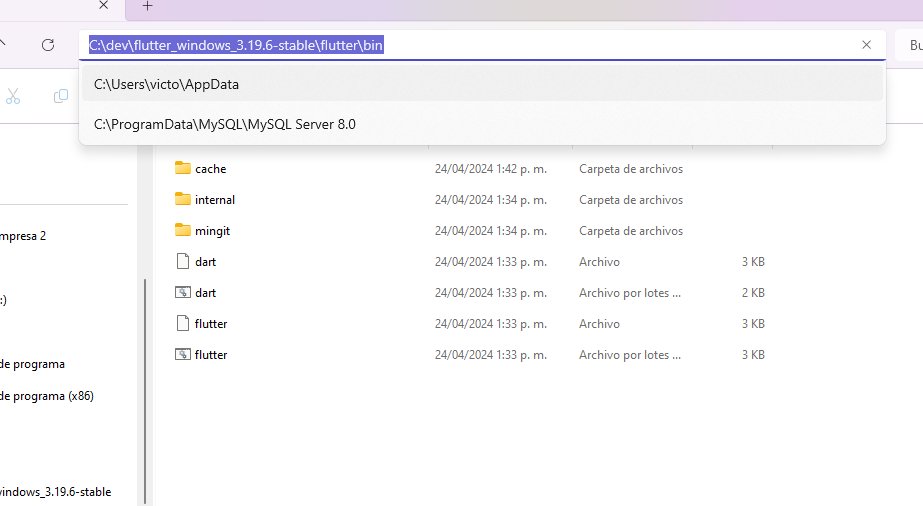 C:\dev\flutter_windows_3.19.6-stable\flutter\bin
Bu
C:\Users\victo\AppData
C:\ProgramData\MySQL\MySQL Server 8.0
cache 24/04/2024 1:42 p. m. Carpeta de archivos
internal 24/04/2024 1:34 p. m. Carpeta de archivos
mingit 24/04/2024 1:34 p. m. Carpeta de archivos
dart 24/04/2024 1:33 p. m. Archivo 3 KB
dart 24/04/2024 1:33 p. m. Archivo por lotes ... 2 KB
flutter 24/04/2024 1:33 p. m. Archivo 3 KB
flutter 24/04/2024 1:33 p. m. Archivo por lotes ... 3 KB
mpresa 2
:)
de programa
de programa (x86)
vindows_3.19.6-stable